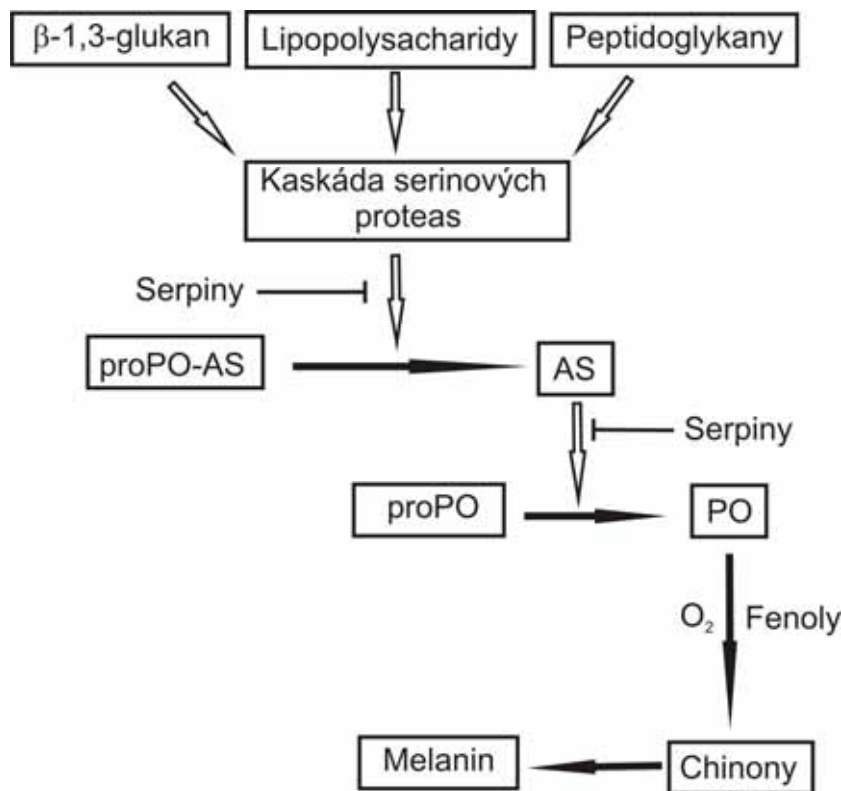 β-1,3-glukan
Lipopolysacharidy
Peptidoglykany
Kaskáda serinových
proteas
Serpiny
proPO-AS
AS
Serpiny
proPO
PO
O₂ Fenoly
Melanin
Chinony